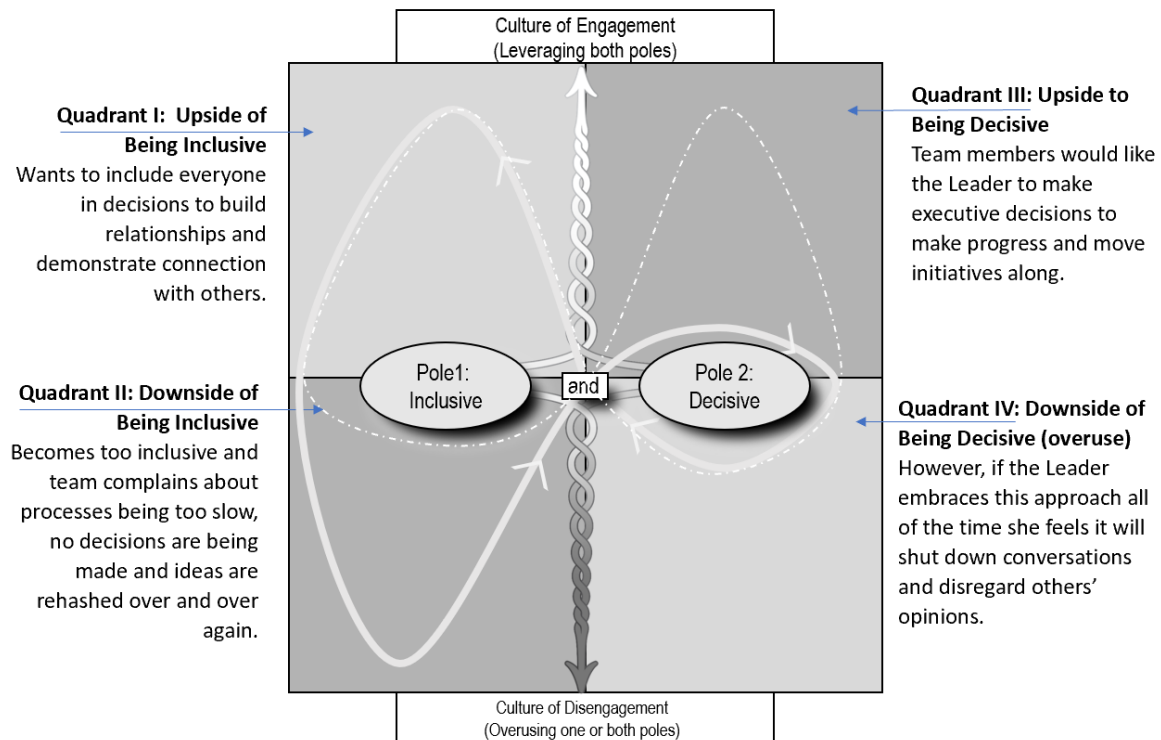 Culture of Engagement
(Leveraging both poles)
Quadrant I:  Upside of
Being Inclusive
Wants to include everyone
in decisions to build
relationships and
demonstrate connection
with others.
Quadrant III: Upside to
Being Decisive
Team members would like
the Leader to make
executive decisions to
make progress and move
initiatives along.
Pole1:
Inclusive
and
Pole 2:
Decisive
Quadrant II: Downside of
Being Inclusive
Becomes too inclusive and
team complains about
processes being too slow,
no decisions are being
made and ideas are
rehashed over and over
again.
Quadrant IV: Downside of
Being Decisive (overuse)
However, if the Leader
embraces this approach all
of the time she feels it will
shut down conversations
and disregard others’
opinions.
Culture of Disengagement
(Overusing one or both poles)